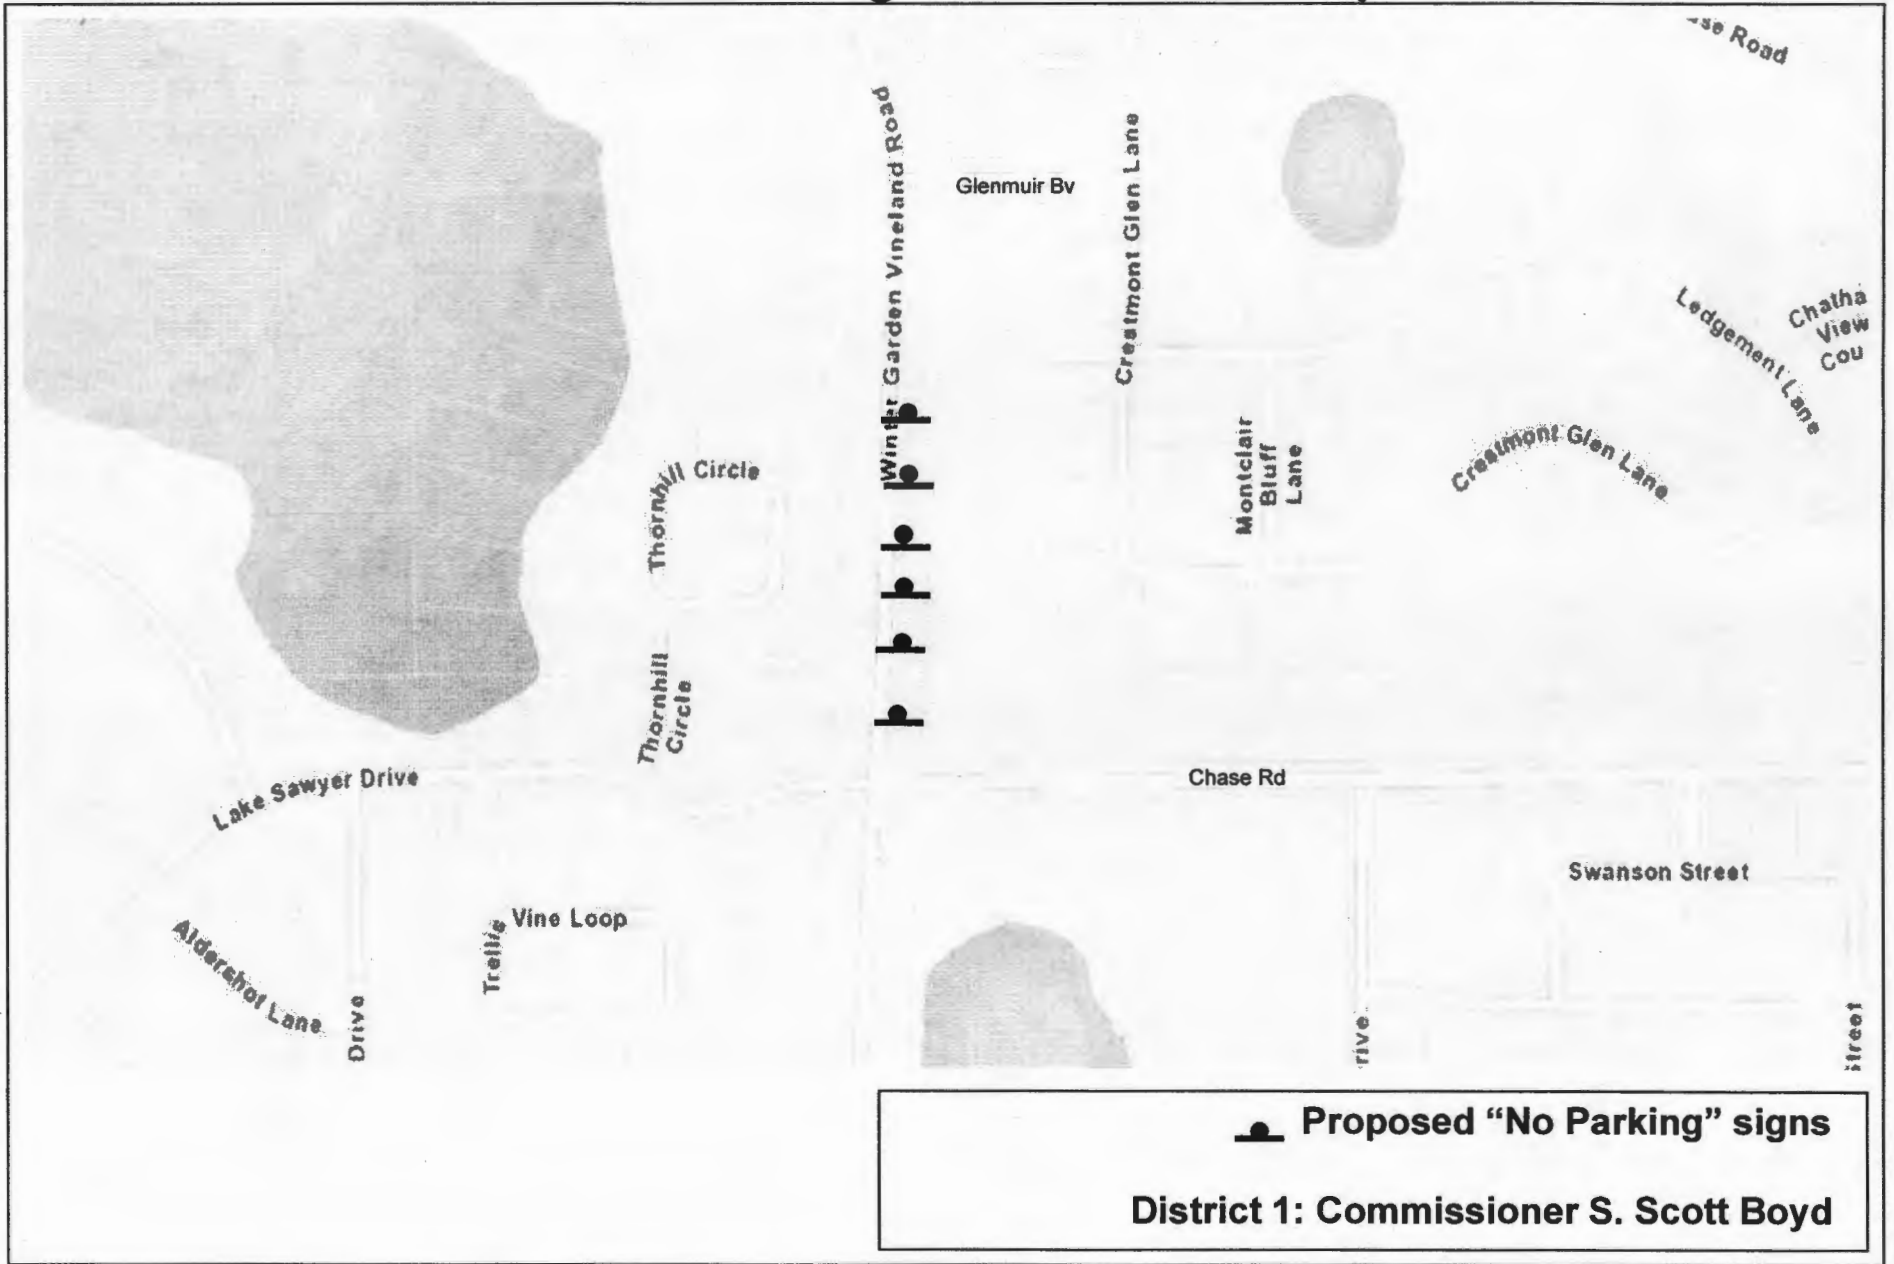 se Road
Winter Garden Vineland Road
Glenmuir Bv
Crestmont Glen Lane
Ledgement Lane
Chatha
View
Cou
Thornhill Circle
Montclair
Bluff
Lane
Crestmont Glen Lane
Thornhill
Circle
Lake Sawyer Drive
Chase Rd
Swanson Street
Trellis Vine Loop
Aldershot Lane
Drive
rive
Street
Proposed “No Parking” signs
District 1: Commissioner S. Scott Boyd